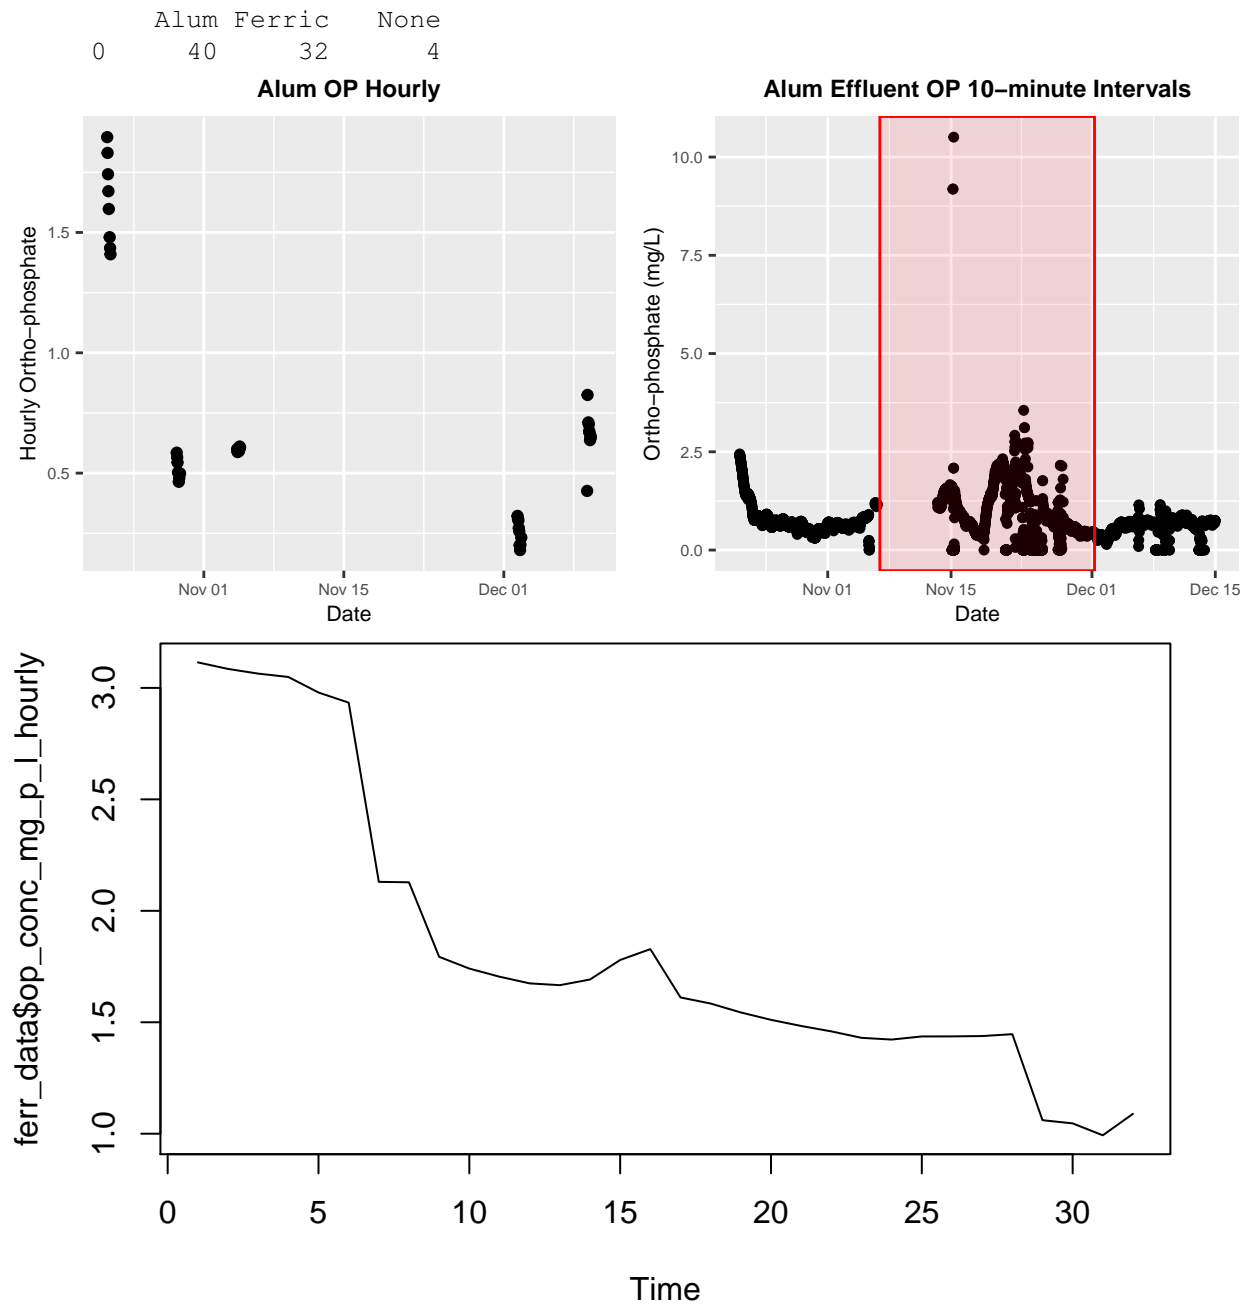 Alum Ferric None
0 40 32 4
Alum OP Hourly
Hourly Ortho−phosphate
1.5
1.0
0.5
Nov 01 Nov 15 Dec 01
Date
Alum Effluent OP 10−minute Intervals
Ortho−phosphate (mg/L)
10.0
7.5
5.0
2.5
0.0
Nov 01 Nov 15 Dec 01 Dec 15
Date
ferr_data$op_conc_mg_p_l_hourly
3.0
2.5
2.0
1.5
1.0
0 5 10 15 20 25 30
Time